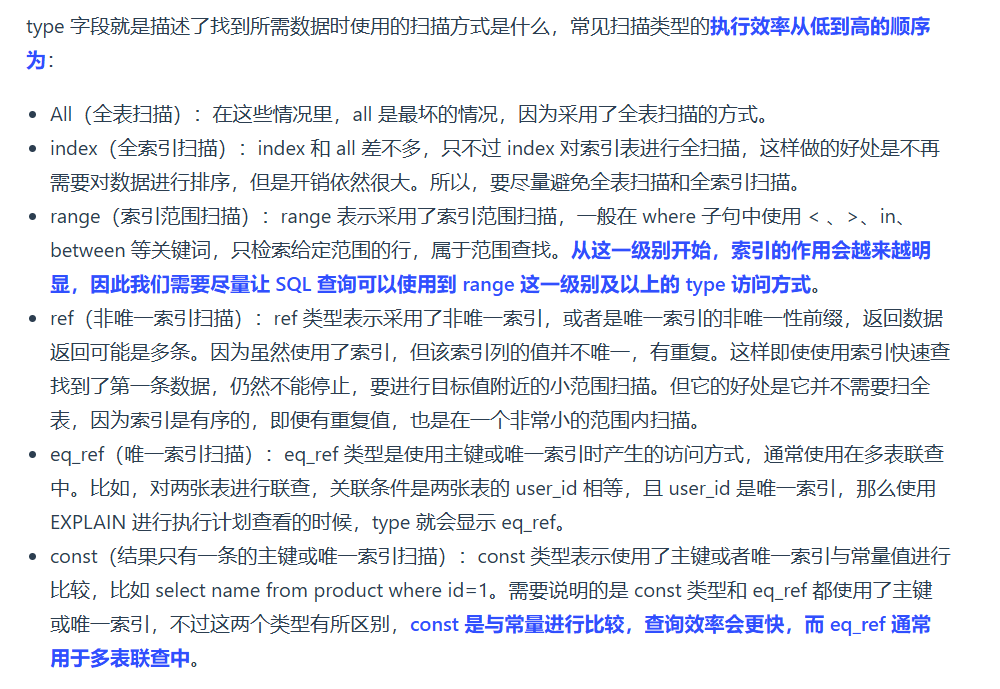 type 字段就是描述了找到所需数据时使用的扫描方式是什么，常见扫描类型的执行效率从低到高的顺序
为：
• All（全表扫描）：在这些情况里，all 是最坏的情况，因为采用了全表扫描的方式。
• index（全索引扫描）：index 和 all 差不多，只不过 index 对索引表进行全扫描，这样做的好处是不再
需要对数据进行排序，但是开销依然很大。所以，要尽量避免全表扫描和全索引扫描。
• range（索引范围扫描）：range 表示采用了索引范围扫描，一般在 where 子句中使用 < 、>、in、
between 等关键词，只检索给定范围的行，属于范围查找。从这一级别开始，索引的作用会越来越明
显，因此我们需要尽量让 SQL 查询可以使用到 range 这一级别及以上的 type 访问方式。
• ref（非唯一索引扫描）：ref 类型表示采用了非唯一索引，或者是唯一索引的非唯一性前缀，返回数据
返回可能是多条。因为虽然使用了索引，但该索引列的值并不唯一，有重复。这样即使使用索引快速查
找到了第一条数据，仍然不能停止，要进行目标值附近的小范围扫描。但它的好处是它并不需要扫全
表，因为索引是有序的，即便有重复值，也是在一个非常小的范围内扫描。
• eq_ref（唯一索引扫描）：eq_ref 类型是使用主键或唯一索引时产生的访问方式，通常使用在多表联查
中。比如，对两张表进行联查，关联条件是两张表的 user_id 相等，且 user_id 是唯一索引，那么使用
EXPLAIN 进行执行计划查看的时候，type 就会显示 eq_ref。
• const（结果只有一条的主键或唯一索引扫描）：const 类型表示使用了主键或者唯一索引与常量值进行
比较，比如 select name from product where id=1。需要说明的是 const 类型和 eq_ref 都使用了主键
或唯一索引，不过这两个类型有所区别，const 是与常量进行比较，查询效率会更快，而 eq_ref 通常
用于多表联查中。